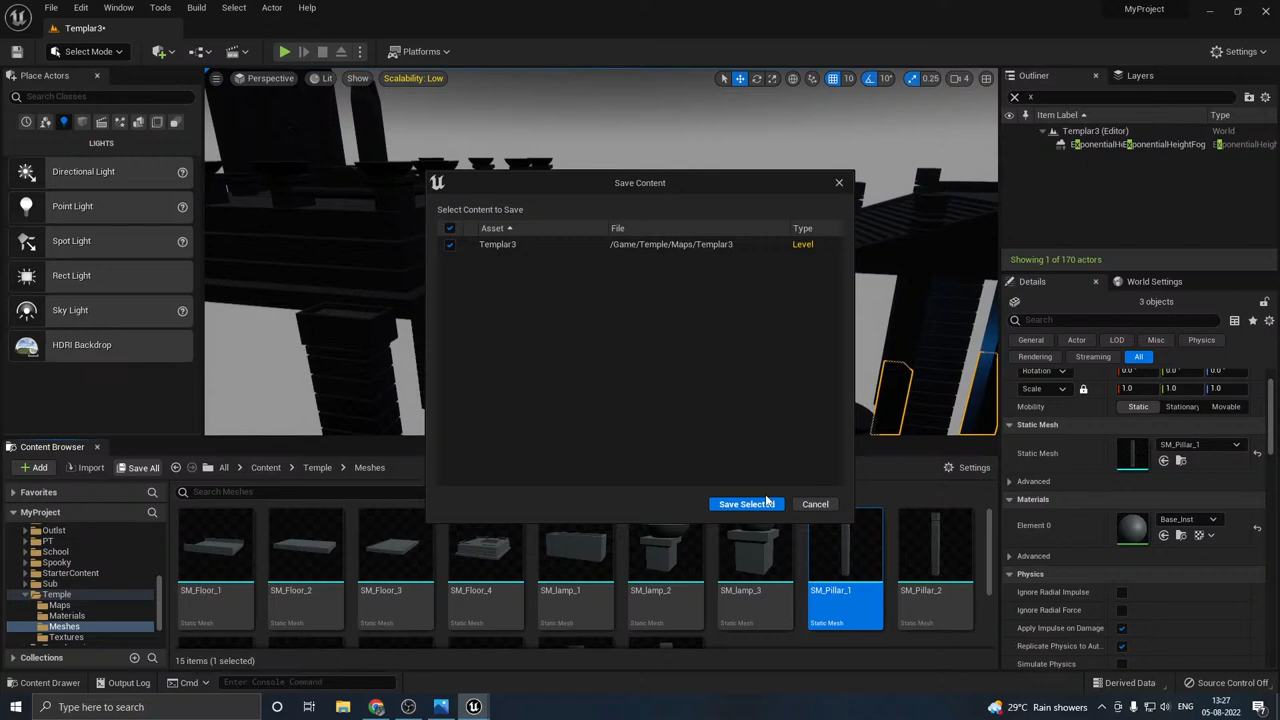 File Edit Window Tools Build Select Actor Help
MyProject
Templar3•
Select Mode
Platforms
Settings
Place Actors
Search Classes
LIGHTS
Directional Light
Point Light
Spot Light
Rect Light
Sky Light
HDRI Backdrop
Perspective Lit Show Scalability: Low
10 10° 0.25 4
Save Content
Select Content to Save
Asset File Type
Templar3 /Game/Temple/Maps/Templar3 Level
Save Selected Cancel
Outliner Layers
x
Item Label Type
Templar3 (Editor) World
ExponentialHeightFog
Showing 1 of 170 actors
Details World Settings
3 objects
Search
General Actor LOD Misc Physics
Rendering Streaming All
Rotation 0.0° 0.0° 0.0°
Scale 1.0 1.0 1.0
Mobility Static Stationary Movable
Static Mesh
Static Mesh SM_Pillar_1
Advanced
Materials
Element 0 Base_Inst
Advanced
Physics
Ignore Radial Impulse
Ignore Radial Force
Apply Impulse on Damage
Replicate Physics to Aut...
Simulate Physics
Content Browser
Add Import Save All All Content Temple Meshes Settings
Favorites
MyProject
Outlst
PT
School
Spooky
StarterContent
Sub
Temple
Maps
Materials
Meshes
Textures
Collections
Search Meshes
SM_Floor_1 SM_Floor_2 SM_Floor_3 SM_Floor_4 SM_lamp_1 SM_lamp_2 SM_lamp_3 SM_Pillar_1 SM_Pillar_2
Static Mesh Static Mesh Static Mesh Static Mesh Static Mesh Static Mesh Static Mesh Static Mesh Static Mesh
15 items (1 selected)
Content Drawer Output Log Cmd Enter Console Command Derived Data Source Control Off
Type here to search
29°C Rain showers
13:27
05-08-2022